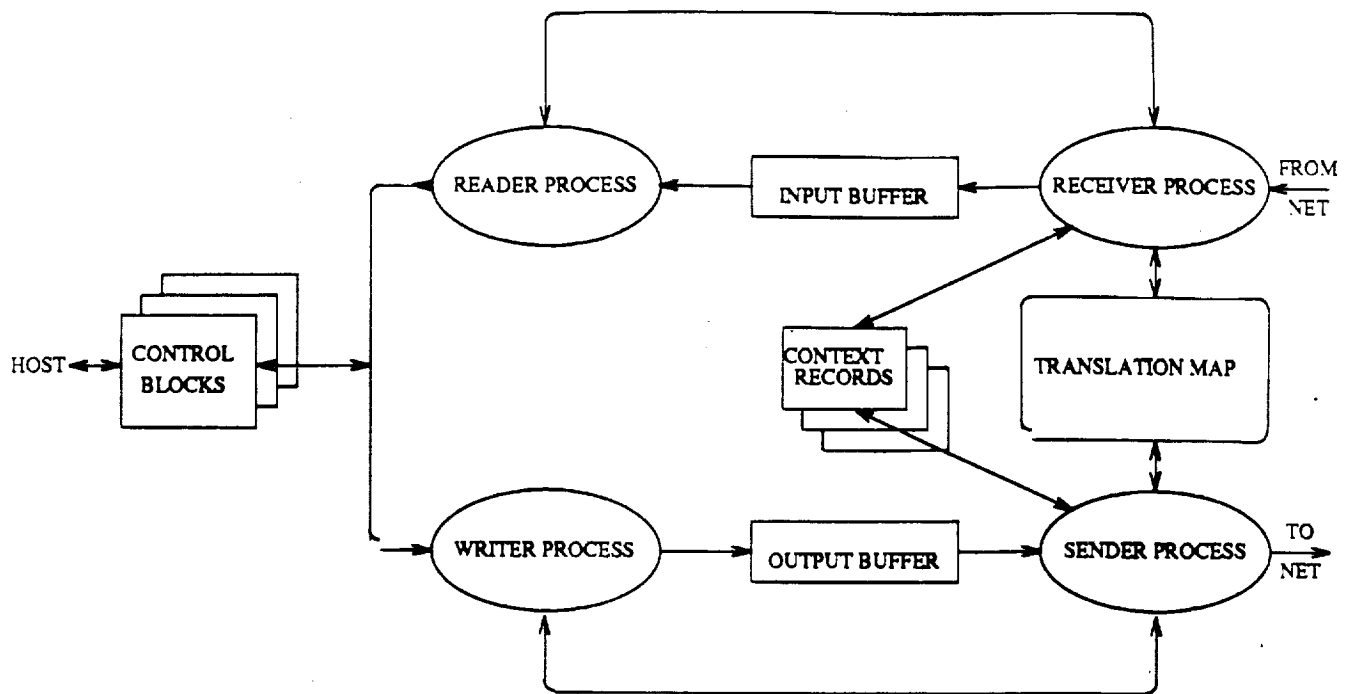 READER PROCESS
INPUT BUFFER
RECEIVER PROCESS
FROM
NET
HOST
CONTROL
BLOCKS
CONTEXT
RECORDS
TRANSLATION MAP
WRITER PROCESS
OUTPUT BUFFER
SENDER PROCESS
TO
NET